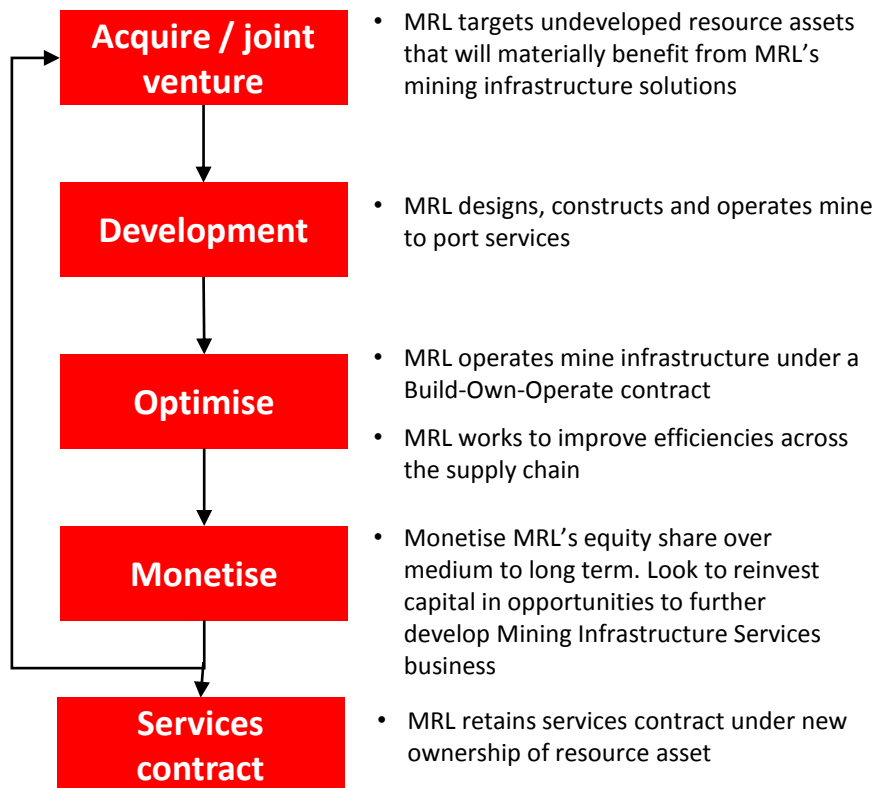 Acquire / joint
venture
• MRL targets undeveloped resource assets
that will materially benefit from MRL’s
mining infrastructure solutions
Development
• MRL designs, constructs and operates mine
to port services
Optimise
• MRL operates mine infrastructure under a
Build-Own-Operate contract
• MRL works to improve efficiencies across
the supply chain
Monetise
• Monetise MRL’s equity share over
medium to long term. Look to reinvest
capital in opportunities to further
develop Mining Infrastructure Services
business
Services
contract
• MRL retains services contract under new
ownership of resource asset